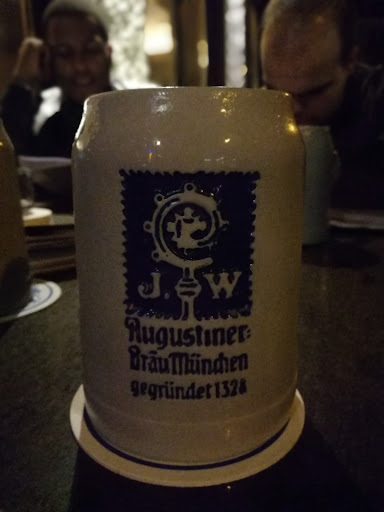 J. W
Augustiner-
Bräu München
gegründet 1328